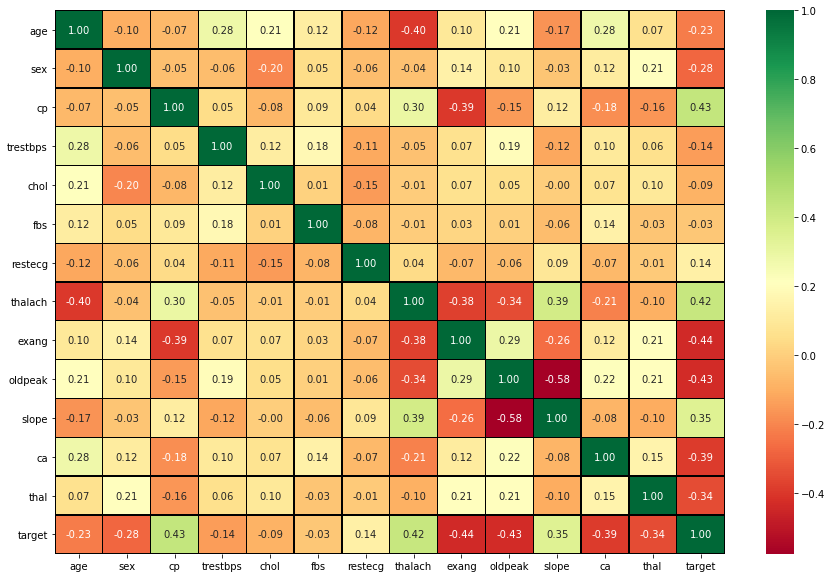 age 1.00 -0.10 -0.07 0.28 0.21 0.12 -0.12 -0.40 0.10 0.21 -0.17 0.28 0.07 -0.23
sex -0.10 1.00 -0.05 -0.06 -0.20 0.05 -0.06 -0.04 0.14 0.10 -0.03 0.12 0.21 -0.28
cp -0.07 -0.05 1.00 0.05 -0.08 0.09 0.04 0.30 -0.39 -0.15 0.12 -0.18 -0.16 0.43
trestbps 0.28 -0.06 0.05 1.00 0.12 0.18 -0.11 -0.05 0.07 0.19 -0.12 0.10 0.06 -0.14
chol 0.21 -0.20 -0.08 0.12 1.00 0.01 -0.15 -0.01 0.07 0.05 -0.00 0.07 0.10 -0.09
fbs 0.12 0.05 0.09 0.18 0.01 1.00 -0.08 -0.01 0.03 0.01 -0.06 0.14 -0.03 -0.03
restecg -0.12 -0.06 0.04 -0.11 -0.15 -0.08 1.00 0.04 -0.07 -0.06 0.09 -0.07 -0.01 0.14
thalach -0.40 -0.04 0.30 -0.05 -0.01 -0.01 0.04 1.00 -0.38 -0.34 0.39 -0.21 -0.10 0.42
exang 0.10 0.14 -0.39 0.07 0.07 0.03 -0.07 -0.38 1.00 0.29 -0.26 0.12 0.21 -0.44
oldpeak 0.21 0.10 -0.15 0.19 0.05 0.01 -0.06 -0.34 0.29 1.00 -0.58 0.22 0.21 -0.43
slope -0.17 -0.03 0.12 -0.12 -0.00 -0.06 0.09 0.39 -0.26 -0.58 1.00 -0.08 -0.10 0.35
ca 0.28 0.12 -0.18 0.10 0.07 0.14 -0.07 -0.21 0.12 0.22 -0.08 1.00 0.15 -0.39
thal 0.07 0.21 -0.16 0.06 0.10 -0.03 -0.01 -0.10 0.21 0.21 -0.10 0.15 1.00 -0.34
target -0.23 -0.28 0.43 -0.14 -0.09 -0.03 0.14 0.42 -0.44 -0.43 0.35 -0.39 -0.34 1.00
age sex cp trestbps chol fbs restecg thalach exang oldpeak slope ca thal target
1.0
0.8
0.6
0.4
0.2
0.0
−0.2
−0.4